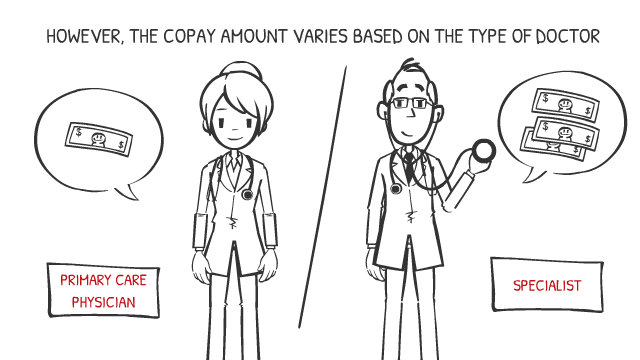 HOWEVER, THE COPAY AMOUNT VARIES BASED ON THE TYPE OF DOCTOR
$ $
$ $
$ $
$ $
PRIMARY CARE
PHYSICIAN
SPECIALIST